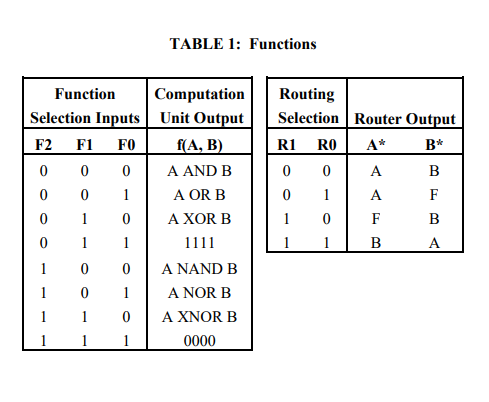 TABLE 1: Functions
Function Computation Routing
Selection Inputs Unit Output Selection Router Output
F2 F1 F0 f(A, B) R1 R0 A* B*
0 0 0 A AND B 0 0 A B
0 0 1 A OR B 0 1 A F
0 1 0 A XOR B 1 0 F B
0 1 1 1111 1 1 B A
1 0 0 A NAND B
1 0 1 A NOR B
1 1 0 A XNOR B
1 1 1 0000